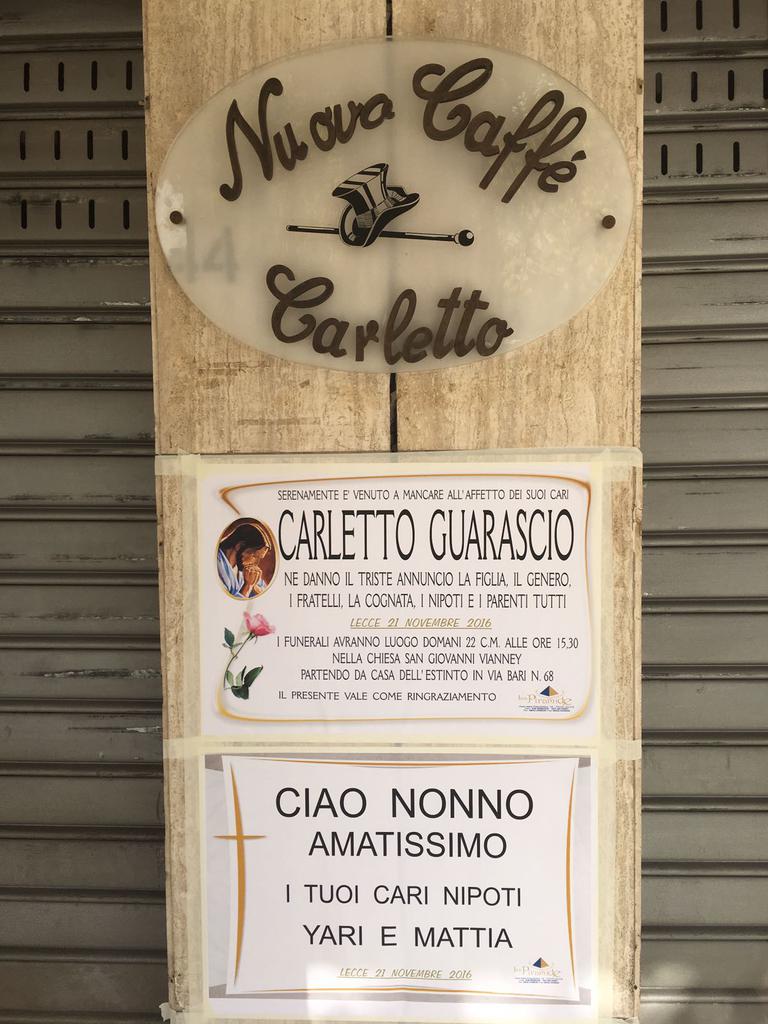 Nuova Caffé
44
Carletto
SERENAMENTE E' VENUTO A MANCARE ALL'AFFETTO DEI SUOI CARI
CARLETTO GUARASCIO
NE DANNO IL TRISTE ANNUNCIO LA FIGLIA, IL GENERO,
I FRATELLI, LA COGNATA, I NIPOTI E I PARENTI TUTTI
LECCE 21 NOVEMBRE 2016
I FUNERALI AVRANNO LUOGO DOMANI 22 C.M. ALLE ORE 15,30
NELLA CHIESA SAN GIOVANNI VIANNEY
PARTENDO DA CASA DELL'ESTINTO IN VIA BARI N. 68
IL PRESENTE VALE COME RINGRAZIAMENTO
CIAO NONNO
AMATISSIMO
I TUOI CARI NIPOTI
YARI E MATTIA
LECCE 21 NOVEMBRE 2016